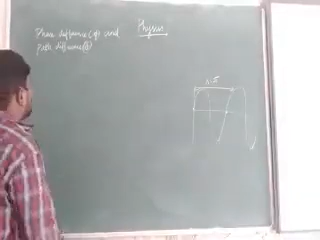 Physics
Phase difference (φ) and
path difference